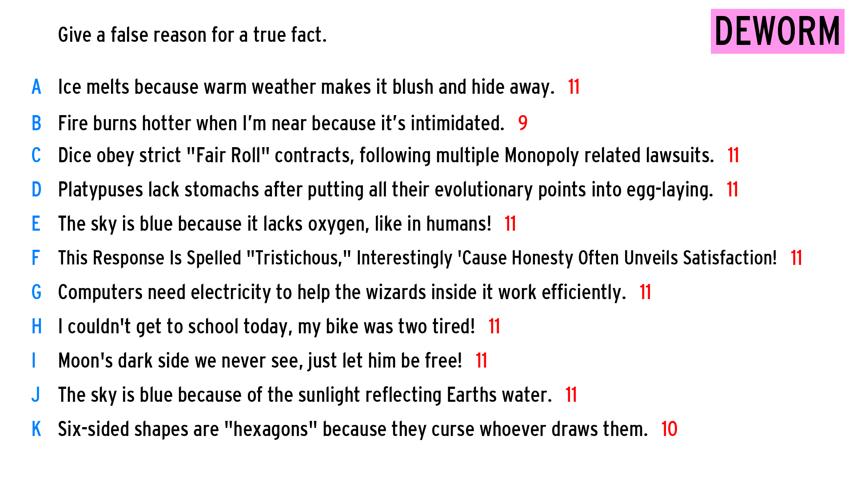 Give a false reason for a true fact.
DEWORM
A Ice melts because warm weather makes it blush and hide away. 11
B Fire burns hotter when I’m near because it’s intimidated. 9
C Dice obey strict "Fair Roll" contracts, following multiple Monopoly related lawsuits. 11
D Platypuses lack stomachs after putting all their evolutionary points into egg-laying. 11
E The sky is blue because it lacks oxygen, like in humans! 11
F This Response Is Spelled "Tristichous," Interestingly 'Cause Honesty Often Unveils Satisfaction! 11
G Computers need electricity to help the wizards inside it work efficiently. 11
H I couldn't get to school today, my bike was two tired! 11
I Moon's dark side we never see, just let him be free! 11
J The sky is blue because of the sunlight reflecting Earths water. 11
K Six-sided shapes are "hexagons" because they curse whoever draws them. 10